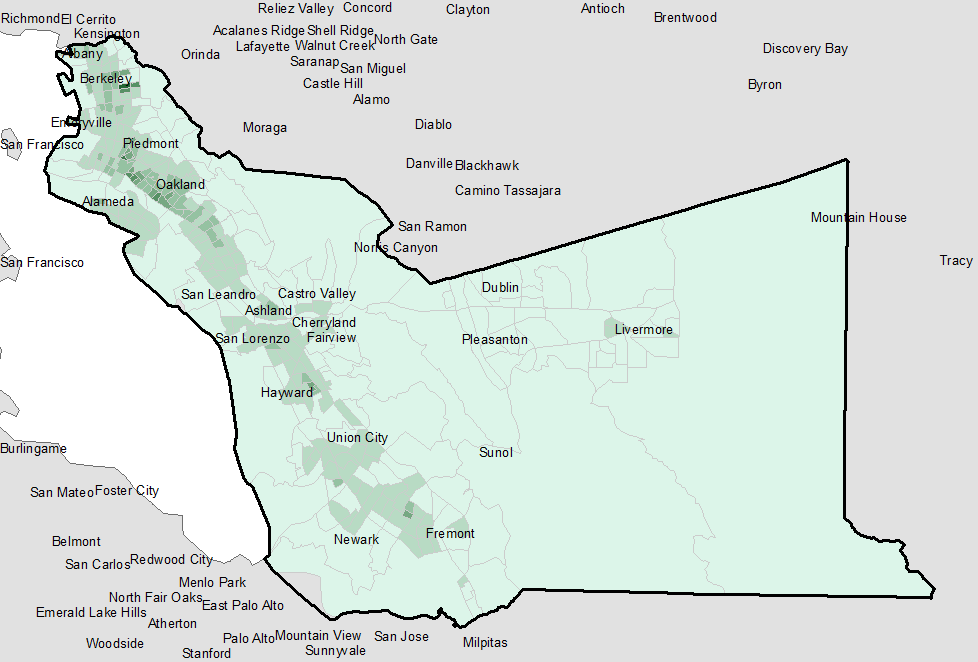 Reliez Valley
Concord
Clayton
Antioch
Brentwood
Richmond
El Cerrito
Kensington
Acalanes Ridge
Shell Ridge
North Gate
Lafayette
Walnut Creek
Discovery Bay
Albany
Orinda
Saranap
San Miguel
Berkeley
Castle Hill
Byron
Alamo
Emeryville
Moraga
Diablo
San Francisco
Piedmont
Danville
Blackhawk
Oakland
Camino Tassajara
Alameda
Mountain House
San Ramon
Norris Canyon
San Francisco
Tracy
Dublin
San Leandro
Castro Valley
Ashland
Cherryland
Livermore
San Lorenzo
Fairview
Pleasanton
Hayward
Union City
Burlingame
Sunol
San Mateo
Foster City
Fremont
Newark
Belmont
San Carlos
Redwood City
Menlo Park
North Fair Oaks
East Palo Alto
Emerald Lake Hills
Atherton
Woodside
Palo Alto
Mountain View
San Jose
Milpitas
Stanford
Sunnyvale